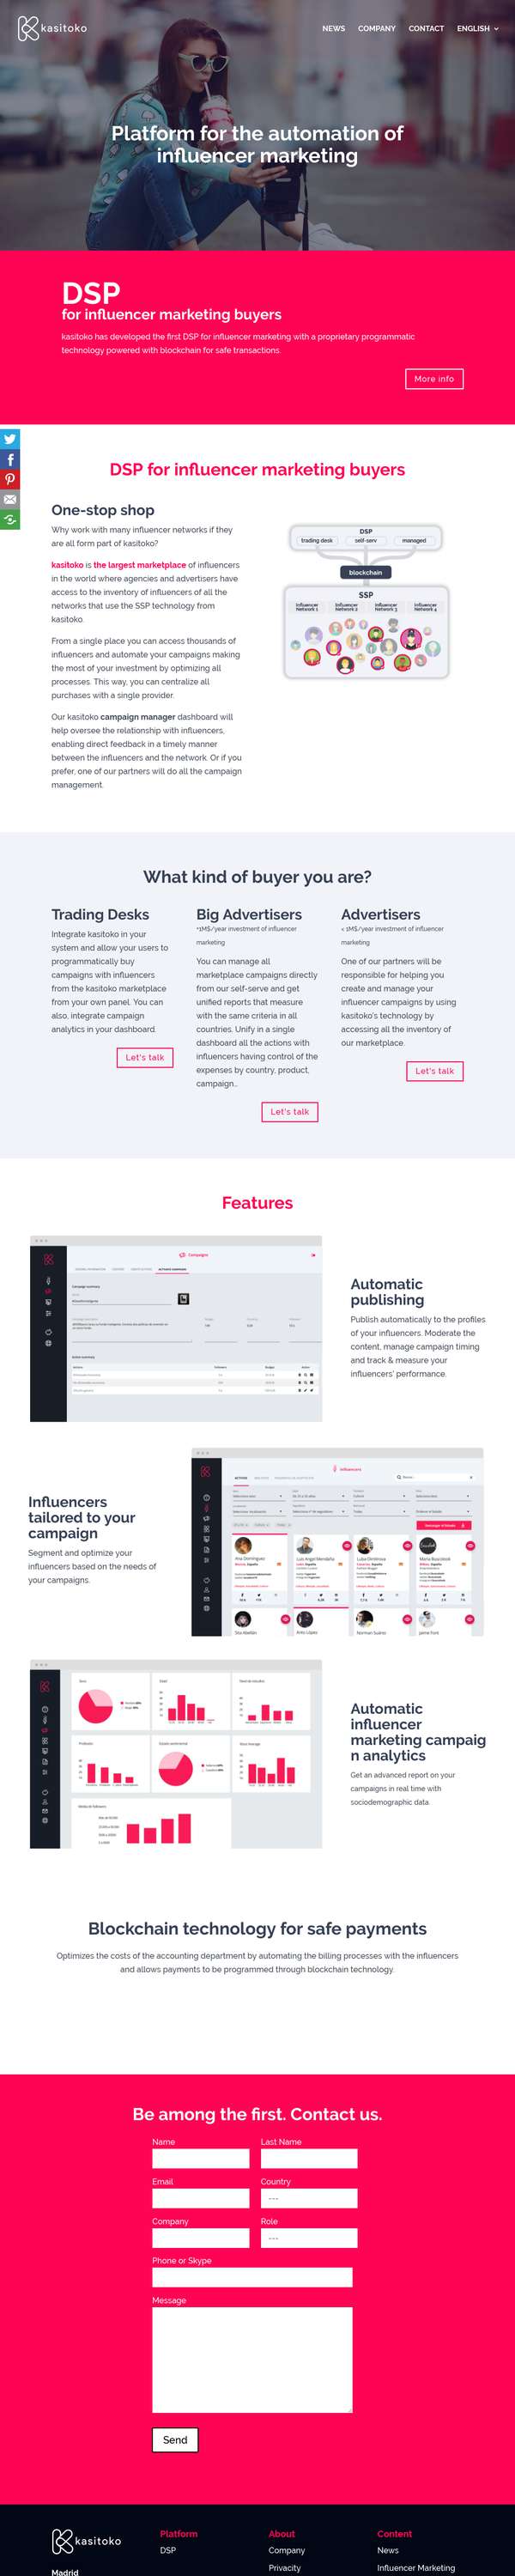 kasitoko
NEWS COMPANY CONTACT ENGLISH
Platform for the automation of
influencer marketing
DSP
for influencer marketing buyers
kasitoko has developed the first DSP for influencer marketing with a proprietary programmatic
technology powered with blockchain for safe transactions.
More info
DSP for influencer marketing buyers
One-stop shop
Why work with many influencer networks if they
are all form part of kasitoko?
kasitoko is the largest marketplace of influencers
in the world where agencies and advertisers have
access to the inventory of influencers of all the
networks that use the SSP technology from
kasitoko.
From a single place you can access thousands of
influencers and automate your campaigns making
the most of your investment by optimizing all
processes. This way, you can centralize all
purchases with a single provider.
Our kasitoko campaign manager dashboard will
help oversee the relationship with influencers,
enabling direct feedback in a timely manner
between the influencers and the network. Or if you
prefer, one of our partners will do all the campaign
management.
DSP
trading desk self-serv managed
blockchain
SSP
Influencer Influencer Influencer Influencer
Network 1 Network 2 Network 3 Network 4
What kind of buyer you are?
Trading Desks
Integrate kasitoko in your
system and allow your users to
programmatically buy
campaigns with influencers
from the kasitoko marketplace
from your own panel. You can
also, integrate campaign
analytics in your dashboard.
Let's talk
Big Advertisers
+1M$/year investment of influencer
marketing
You can manage all
marketplace campaigns directly
from our self-serve and get
unified reports that measure
with the same criteria in all
countries. Unify in a single
dashboard all the actions with
influencers having control of the
expenses by country, product,
campaign...
Let's talk
Advertisers
< 1M$/year investment of influencer
marketing
One of our partners will be
responsible for helping you
create and manage your
influencer campaigns by using
kasitoko's technology by
accessing all the inventory of
our marketplace.
Let's talk
Features
Campaigns
Automatic
publishing
Publish automatically to the profiles
of your influencers. Moderate the
content, manage campaign timing
and track & measure your
influencers' performance.
Influencers
tailored to your
campaign
Segment and optimize your
influencers based on the needs of
your campaigns.
Influencers
Ana Domínguez
Luis Angel Mendaña
Luisa Dimitrova
Automatic
influencer
marketing campaig
n analytics
Get an advanced report on your
campaigns in real time with
sociodemographic data.
Blockchain technology for safe payments
Optimizes the costs of the accounting department by automating the billing processes with the influencers
and allows payments to be programmed through blockchain technology.
Be among the first. Contact us.
Name Last Name
Email Country
---
Company Role
---
Phone or Skype
Message
Send
kasitoko
Madrid
Platform
DSP
About
Company
Privacity
Content
News
Influencer Marketing